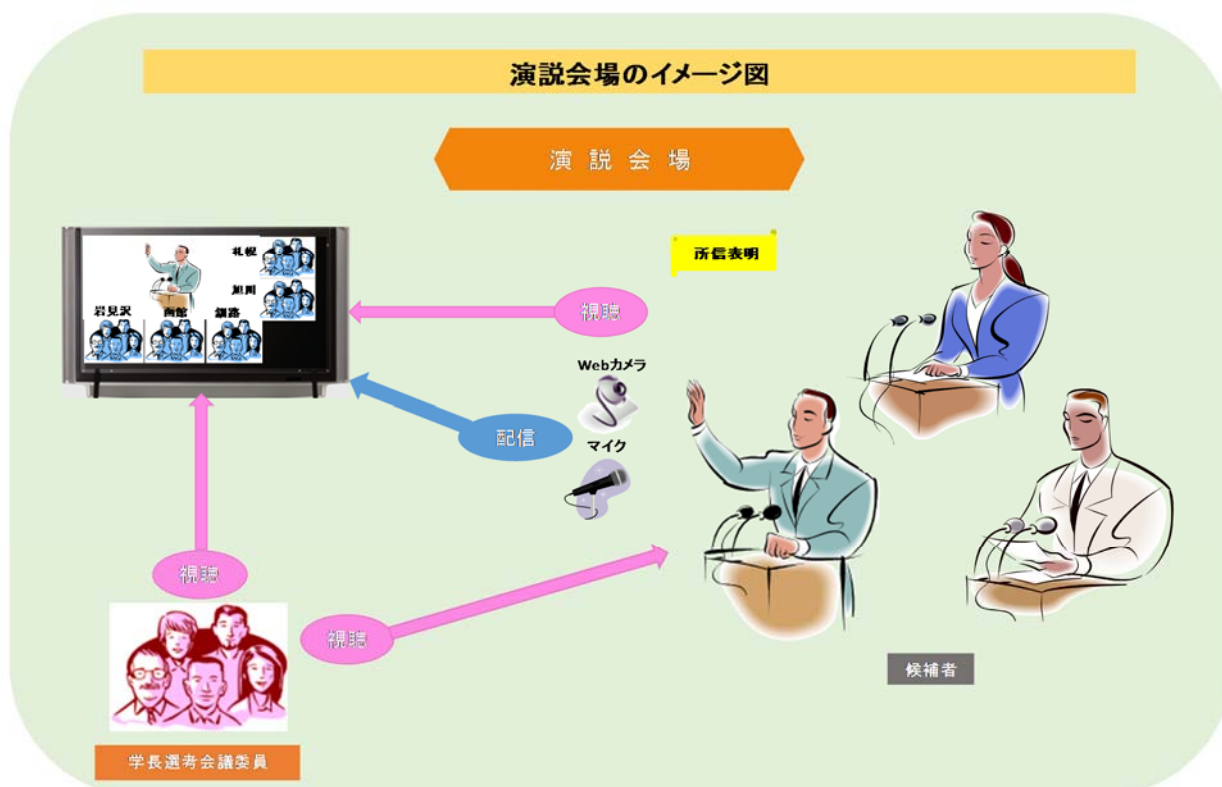 演説会場のイメージ図
演説会場
所信表明
札幌
旭川
岩見沢
函館
釧路
視聴
Webカメラ
配信
マイク
視聴
視聴
候補者
学長選考会議委員